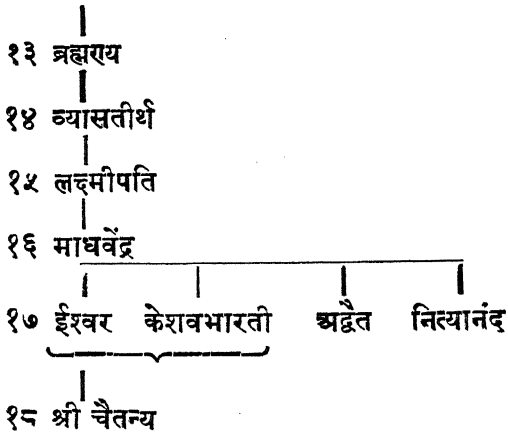 १३ ब्रह्मण्य
१४ व्यासतीर्थ
१५ लक्ष्मीपति
१६ माधवेंद्र
१७ ईश्वर केशवभारती अद्वैत नित्यानंद
१८ श्री चैतन्य